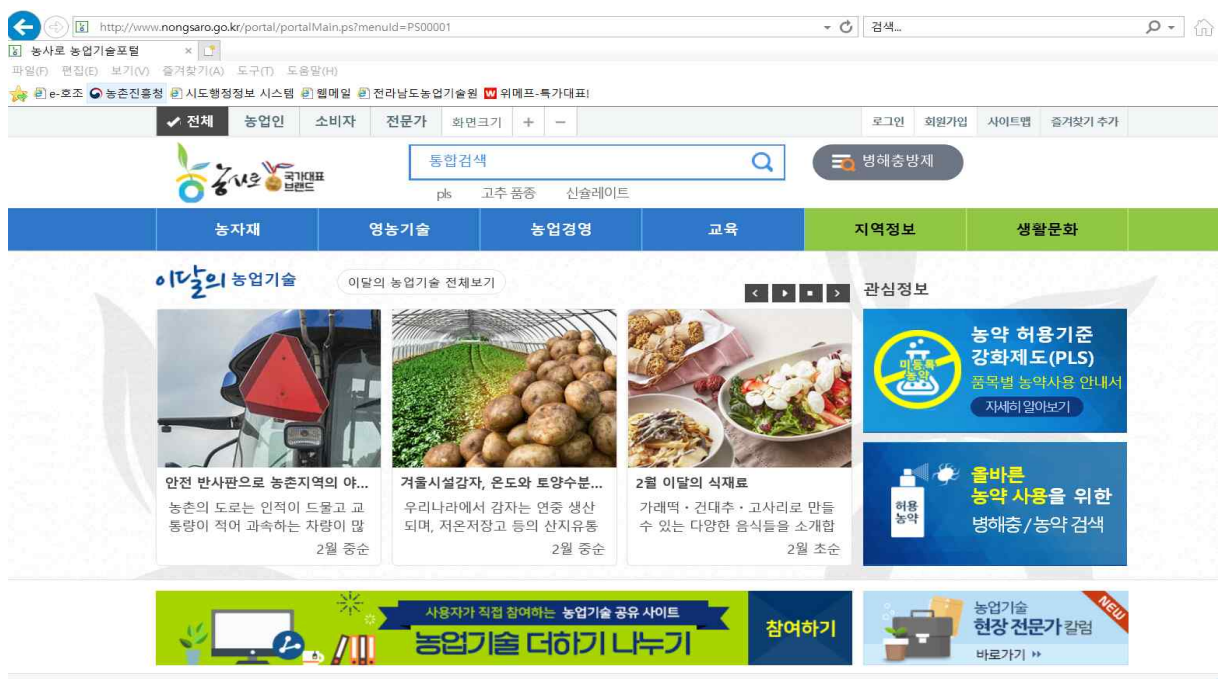 http://www.nongsaro.go.kr/portal/portalMain.ps?menuId=PS00001
검색...
농사로 농업기술포털
파일(F) 편집(E) 보기(V) 즐겨찾기(A) 도구(T) 도움말(H)
e-호조 농촌진흥청 시도행정정보 시스템 웹메일 전라남도농업기술원 위메프-특가대표!
전체 농업인 소비자 전문가 화면크기 + - 로그인 회원가입 사이트맵 즐겨찾기 추가
농사로 국가대표 브랜드
통합검색
병해충방제
pls 고추 품종 신슐레이트
농자재 영농기술 농업경영 교육 지역정보 생활문화
이달의 농업기술
이달의 농업기술 전체보기
관심정보
안전 반사판으로 농촌지역의 야...
농촌의 도로는 인적이 드물고 교
통량이 적어 과속하는 차량이 많
2월 중순
겨울시설감자, 온도와 토양수분...
우리나라에서 감자는 연중 생산
되며, 저온저장고 등의 산지유통
2월 중순
2월 이달의 식재료
가래떡・건대추・고사리로 만들
수 있는 다양한 음식들을 소개합
2월 초순
미등록
농약
농약 허용기준
강화제도(PLS)
품목별 농약사용 안내서
자세히 알아보기
허용
농약
올바른
농약 사용을 위한
병해충/농약 검색
사용자가 직접 참여하는 농업기술 공유 사이트
농업기술 더하기 나누기
참여하기
농업기술
현장 전문가 칼럼
바로가기
NEW